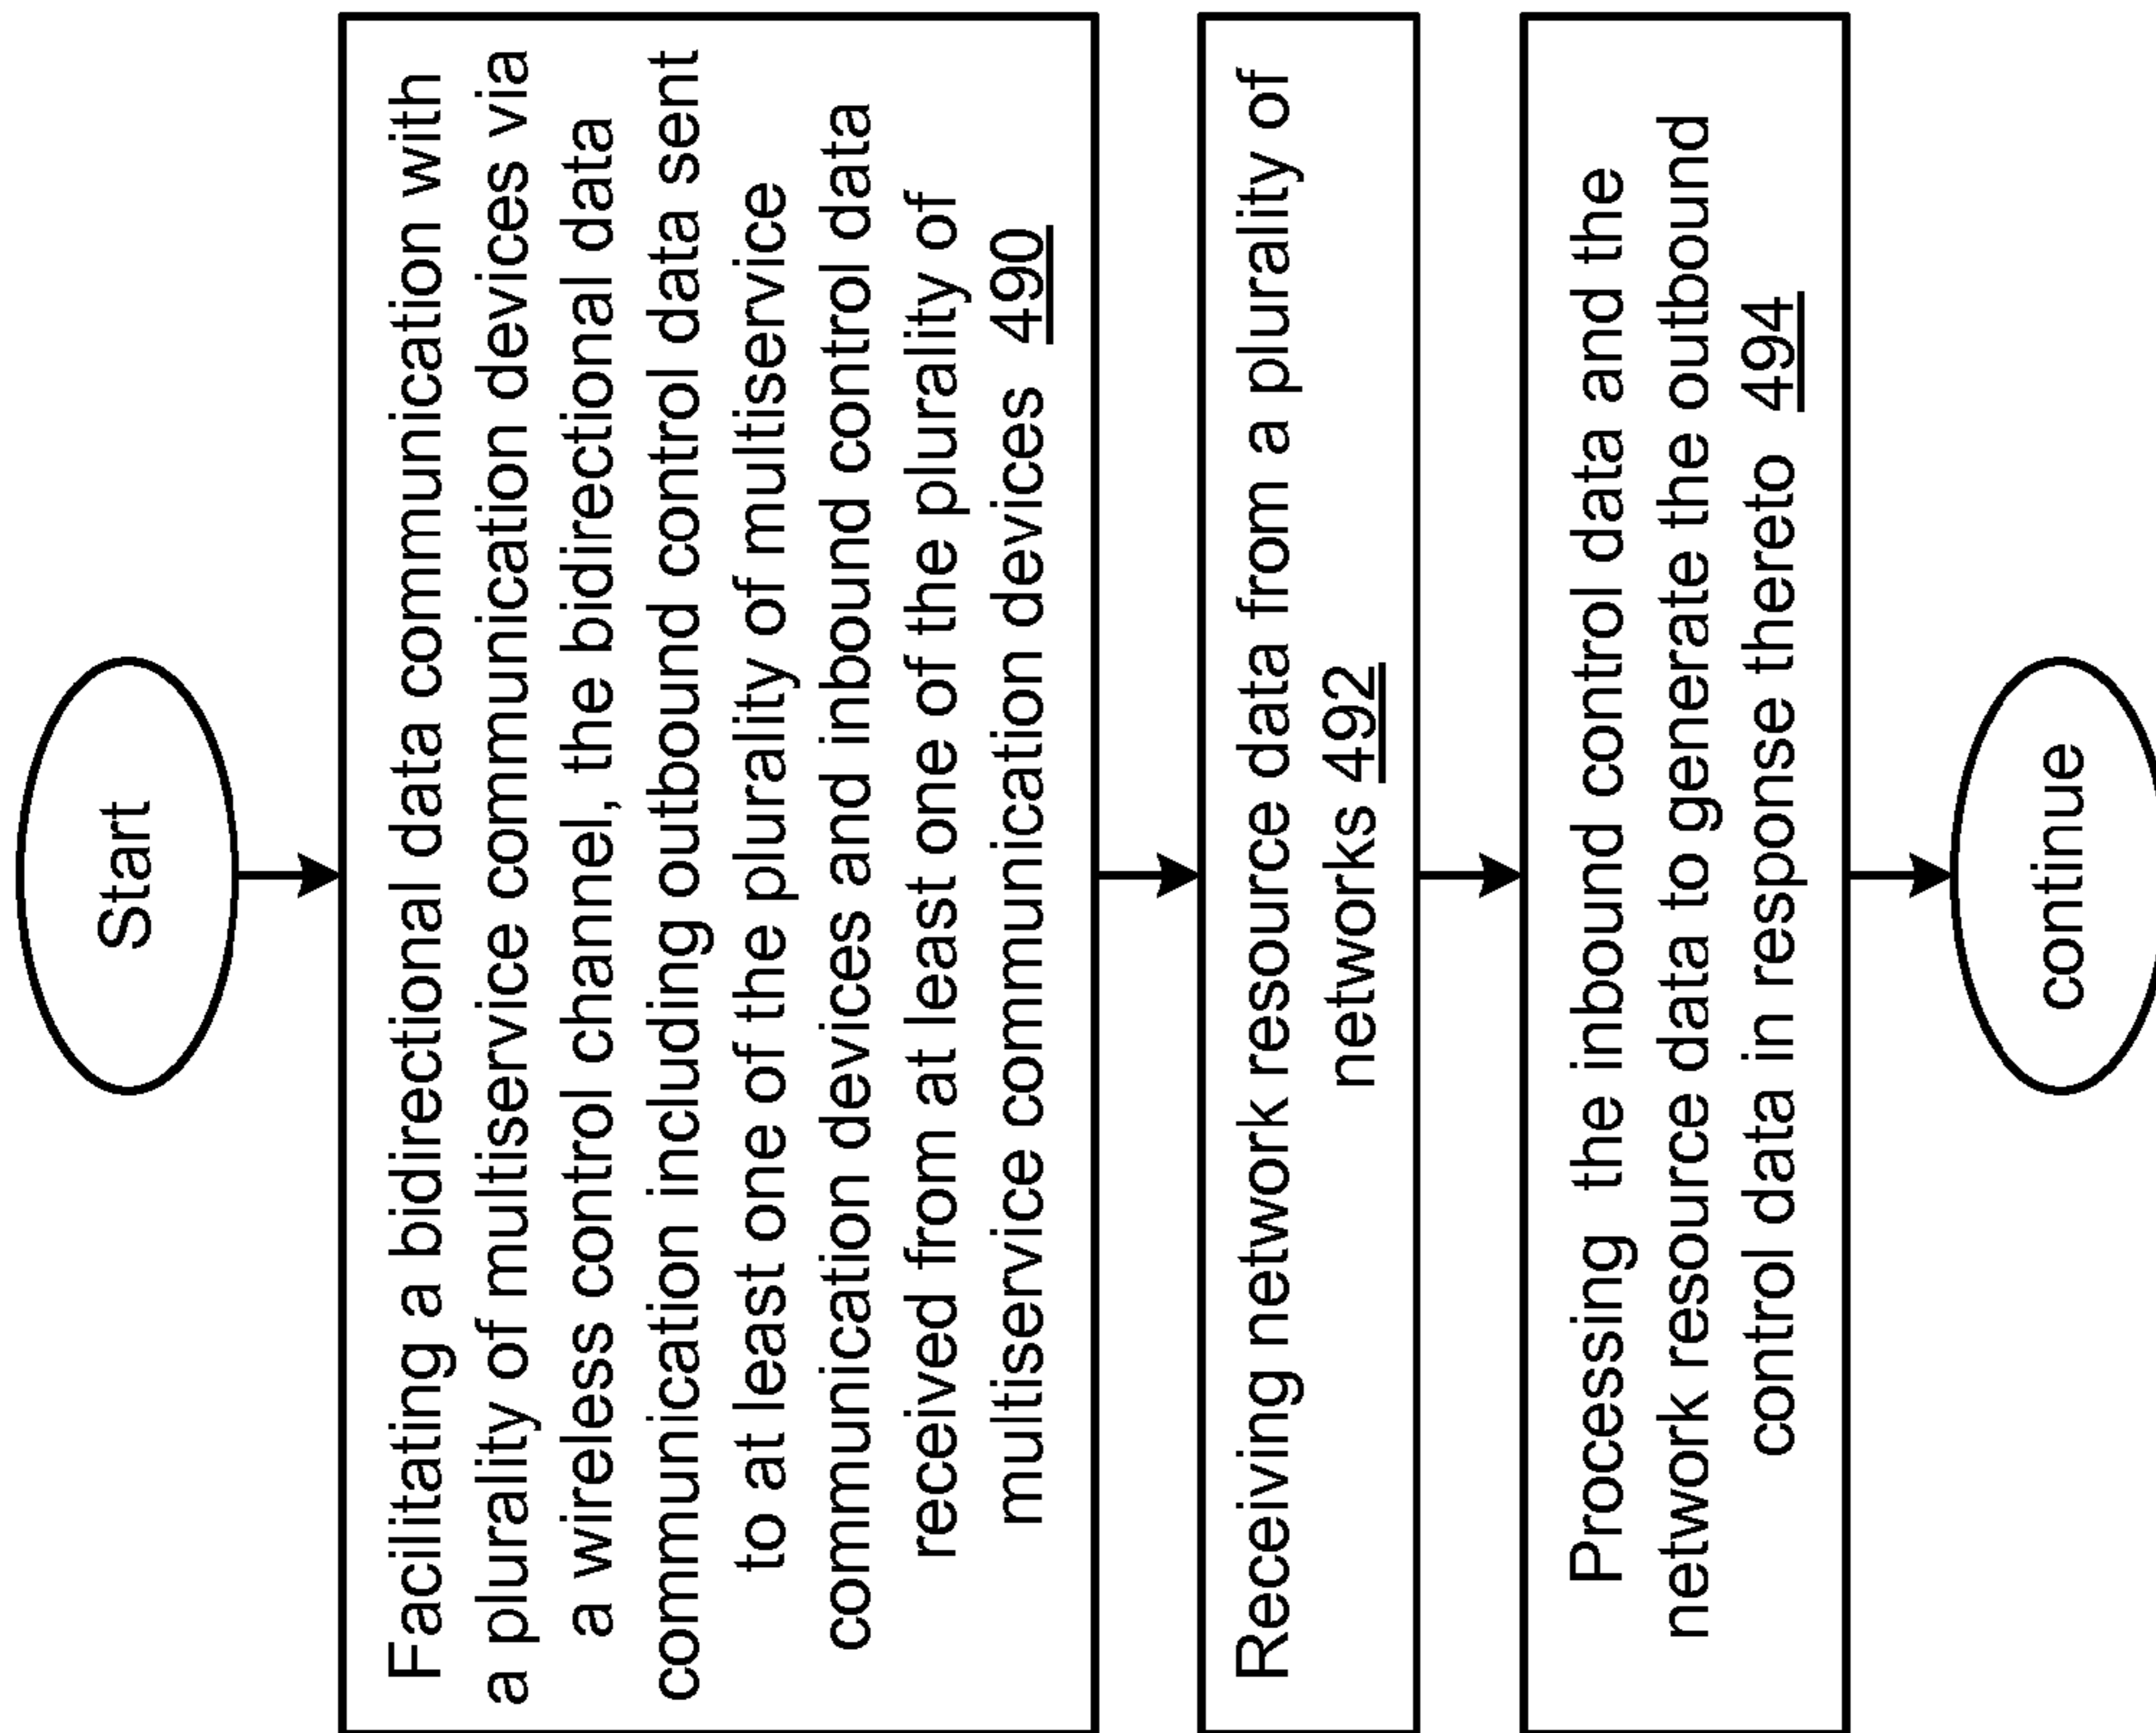 Start
Facilitating a bidirectional data communication with
a plurality of multiservice communication devices via
a wireless control channel, the bidirectional data
communication including outbound control data sent
to at least one of the plurality of multiservice
communication devices and inbound control data
received from at least one of the plurality of
multiservice communication devices 490
Receiving network resource data from a plurality of
networks 492
Processing the inbound control data and the
network resource data to generate the outbound
control data in response thereto 494
continue